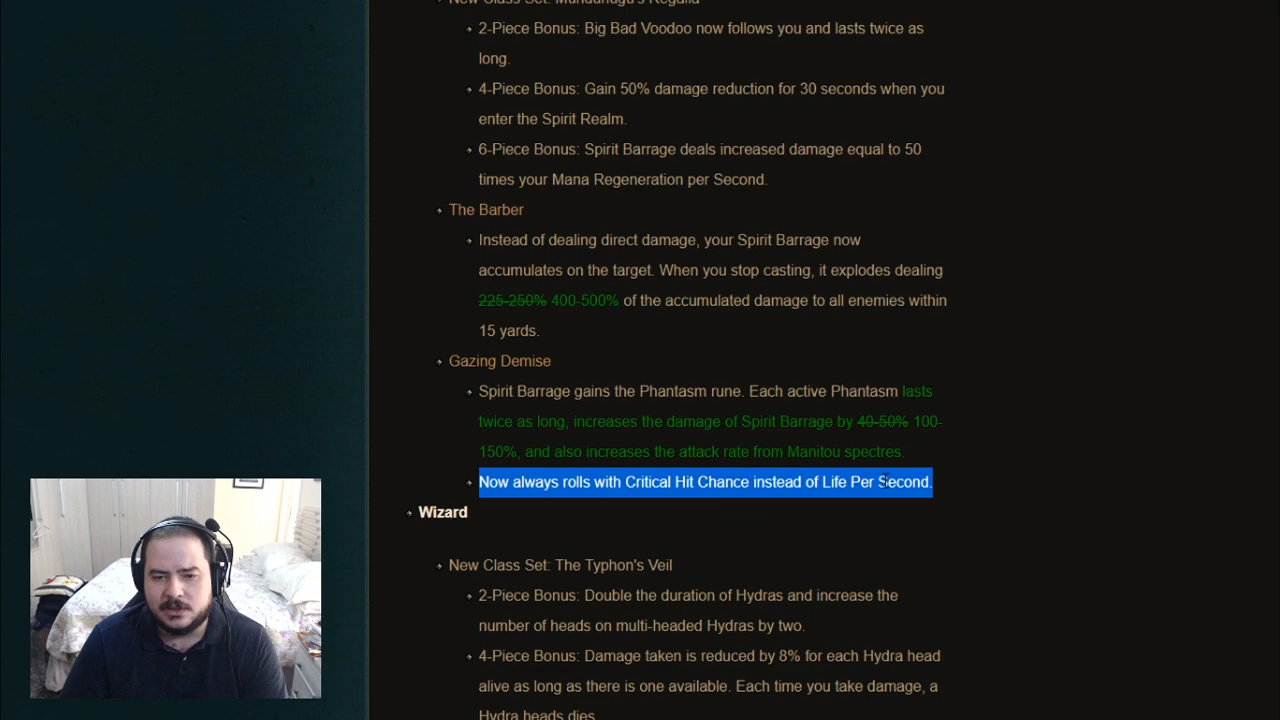 New Class Set: Mundunugu's Regalia
2-Piece Bonus: Big Bad Voodoo now follows you and lasts twice as
long.
4-Piece Bonus: Gain 50% damage reduction for 30 seconds when you
enter the Spirit Realm.
6-Piece Bonus: Spirit Barrage deals increased damage equal to 50
times your Mana Regeneration per Second.
The Barber
Instead of dealing direct damage, your Spirit Barrage now
accumulates on the target. When you stop casting, it explodes dealing
225-250% 400-500% of the accumulated damage to all enemies within
15 yards.
Gazing Demise
Spirit Barrage gains the Phantasm rune. Each active Phantasm lasts
twice as long, increases the damage of Spirit Barrage by 40-50% 100-
150%, and also increases the attack rate from Manitou spectres.
Now always rolls with Critical Hit Chance instead of Life Per Second.
Wizard
New Class Set: The Typhon's Veil
2-Piece Bonus: Double the duration of Hydras and increase the
number of heads on multi-headed Hydras by two.
4-Piece Bonus: Damage taken is reduced by 8% for each Hydra head
alive as long as there is one available. Each time you take damage, a
Hydra heads dies.